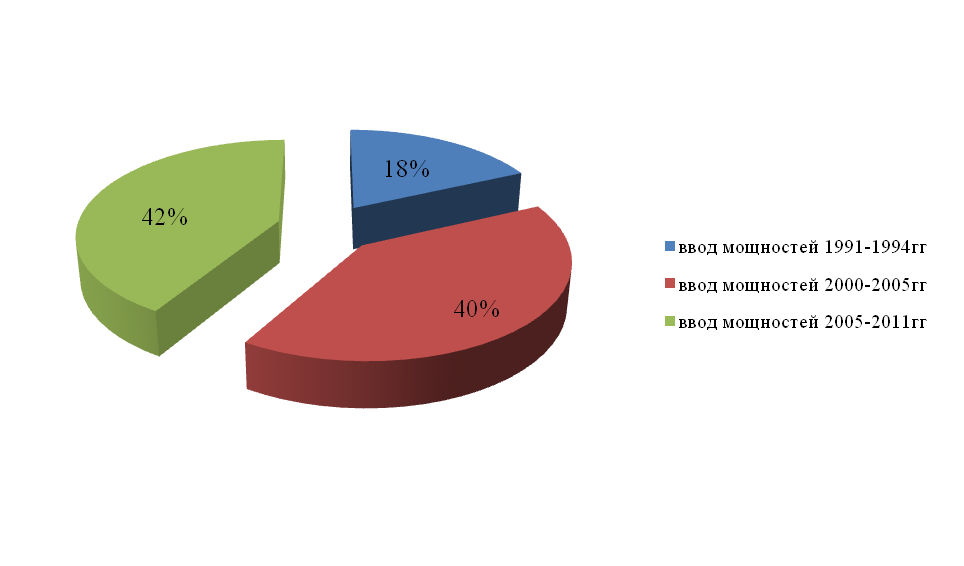 18%
42%
40%
ввод мощностей 1991-1994гг
ввод мощностей 2000-2005гг
ввод мощностей 2005-2011гг